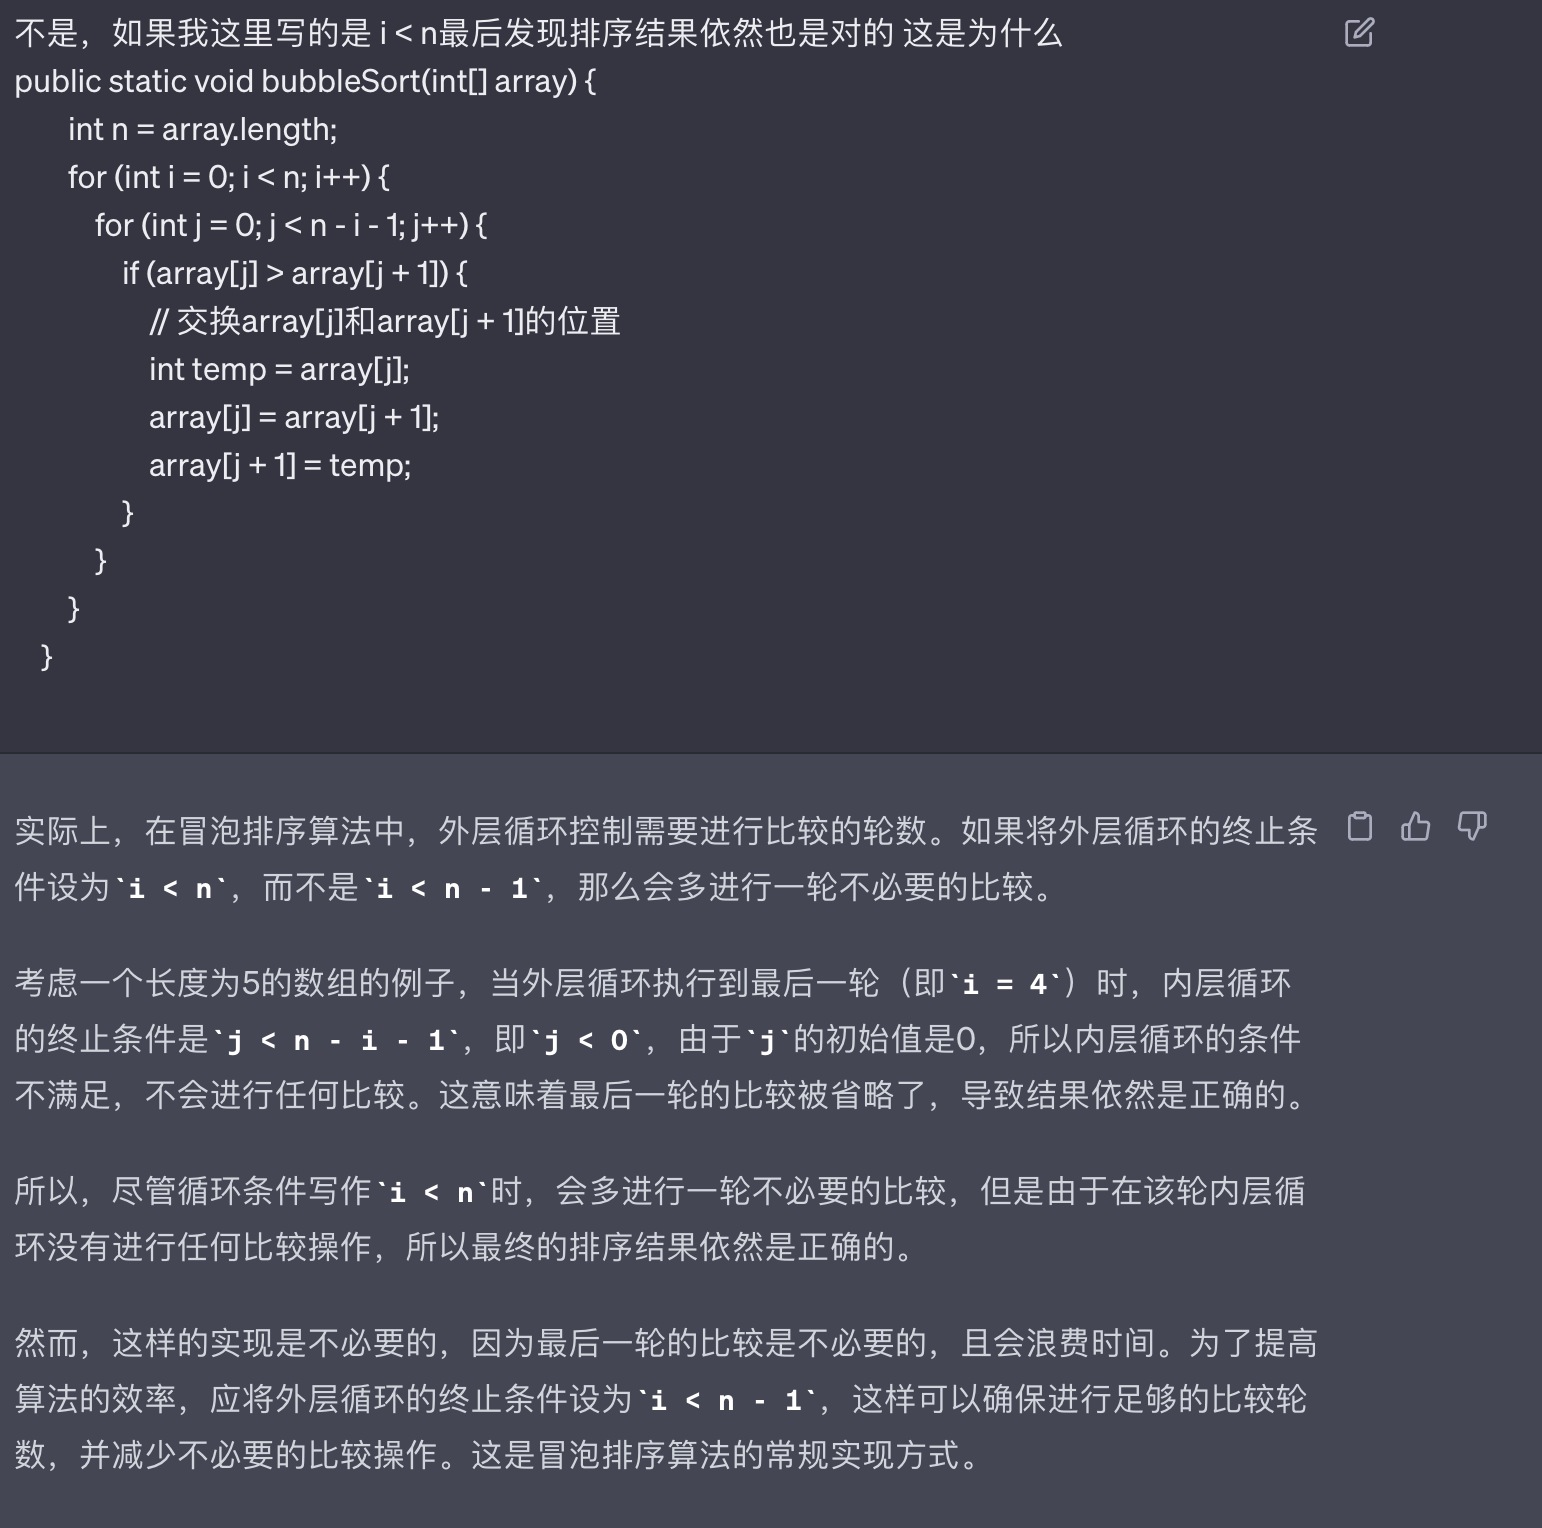 不是，如果我这里写的是 i < n最后发现排序结果依然也是对的 这是为什么
public static void bubbleSort(int[] array) {
int n = array.length;
for (int i = 0; i < n; i++) {
for (int j = 0; j < n - i - 1; j++) {
if (array[j] > array[j + 1]) {
// 交换array[j]和array[j + 1]的位置
int temp = array[j];
array[j] = array[j + 1];
array[j + 1] = temp;
}
}
}
}
实际上，在冒泡排序算法中，外层循环控制需要进行比较的轮数。如果将外层循环的终止条
件设为`i < n`，而不是`i < n - 1`，那么会多进行一轮不必要的比较。
考虑一个长度为5的数组的例子，当外层循环执行到最后一轮（即`i = 4`）时，内层循环
的终止条件是`j < n - i - 1`，即`j < 0`，由于`j`的初始值是0，所以内层循环的条件
不满足，不会进行任何比较。这意味着最后一轮的比较被省略了，导致结果依然是正确的。
所以，尽管循环条件写作`i < n`时，会多进行一轮不必要的比较，但是由于在该轮内层循
环没有进行任何比较操作，所以最终的排序结果依然是正确的。
然而，这样的实现是不必要的，因为最后一轮的比较是不必要的，且会浪费时间。为了提高
算法的效率，应将外层循环的终止条件设为`i < n - 1`，这样可以确保进行足够的比较轮
数，并减少不必要的比较操作。这是冒泡排序算法的常规实现方式。